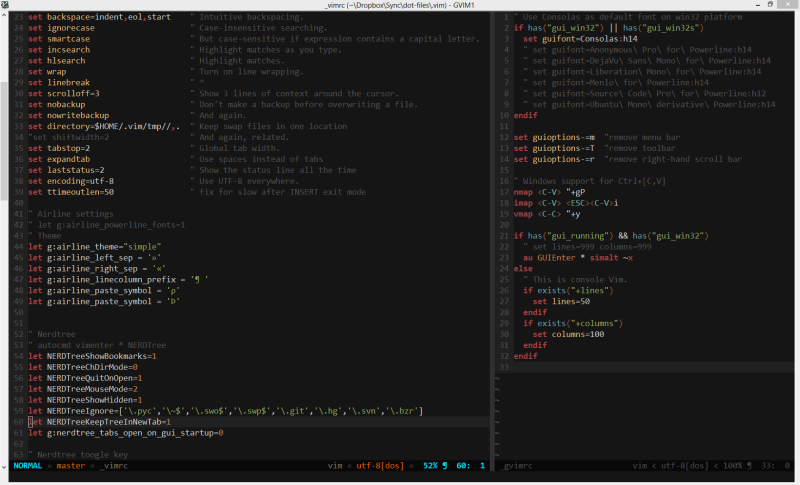 _vimrc (~\Dropbox\Sync\dot-files\.vim) - GVIM1
23 set backspace=indent,eol,start " Intuitive backspacing.
24 set ignorecase " Case-insensitive searching.
25 set smartcase " But case-sensitive if expression contains a capital letter.
26 set incsearch " Highlight matches as you type.
27 set hlsearch " Highlight matches.
28 set wrap " Turn on line wrapping.
29 set linebreak " ^
30 set scrolloff=3 " Show 3 lines of context around the cursor.
31 set nobackup " Don't make a backup before overwriting a file.
32 set nowritebackup " And again.
33 set directory=$HOME/.vim/tmp//,. " Keep swap files in one location
34 "set shiftwidth=2 " And again, related.
35 set tabstop=2 " Global tab width.
36 set expandtab " Use spaces instead of tabs
37 set laststatus=2 " Show the status line all the time
38 set encoding=utf-8 " Use UTF-8 everywhere.
39 set ttimeoutlen=50 " fix for slow after INSERT exit mode
40
41 " Airline settings
42 " let g:airline_powerline_fonts=1
43 " Theme
44 let g:airline_theme="simple"
45 let g:airline_left_sep = '»'
46 let g:airline_right_sep = '«'
47 let g:airline_linecolumn_prefix = '¶ '
48 let g:airline_paste_symbol = 'ρ'
49 let g:airline_paste_symbol = 'Þ'
50
51
52 " Nerdtree
53 " autocmd vimenter * NERDTree
54 let NERDTreeShowBookmarks=1
55 let NERDTreeChDirMode=0
56 let NERDTreeQuitOnOpen=1
57 let NERDTreeMouseMode=2
58 let NERDTreeShowHidden=1
59 let NERDTreeIgnore=['\.pyc','\~$','\.swo$','\.swp$','\.git','\.hg','\.svn','\.bzr']
60 let NERDTreeKeepTreeInNewTab=1
61 let g:nerdtree_tabs_open_on_gui_startup=0
62
63 " Nerdtree toogle key
NORMAL » master » _vimrc vim « utf-8[dos] « 52% ¶ 60: 1
1 " Use Consolas as default font on win32 platform
2 if has("gui_win32") || has("gui_win32s")
3 set guifont=Consolas:h14
4 " set guifont=Anonymous\ Pro\ for\ Powerline:h14
5 " set guifont=DejaVu\ Sans\ Mono\ for\ Powerline:h14
6 " set guifont=Liberation\ Mono\ for\ Powerline:h14
7 " set guifont=Menlo\ for\ Powerline:h14
8 " set guifont=Source\ Code\ Pro\ for\ Powerline:h12
9 " set guifont=Ubuntu\ Mono\ derivative\ Powerline:h14
10 endif
11
12 set guioptions-=m "remove menu bar
13 set guioptions-=T "remove toolbar
14 set guioptions-=r "remove right-hand scroll bar
15
16 " Windows support for Ctrl+[C,V]
17 nmap <C-V> "+gP
18 imap <C-V> <ESC><C-V>i
19 vmap <C-C> "+y
20
21 if has("gui_running") && has("gui_win32")
22 " set lines=999 columns=999
23 au GUIEnter * simalt ~x
24 else
25 " This is console Vim.
26 if exists("+lines")
27 set lines=50
28 endif
29 if exists("+columns")
30 set columns=100
31 endif
32 endif
33
~
~
~
~
~
~
~
~
_gvimrc vim < utf-8[dos] < 100% ¶ 33: 0